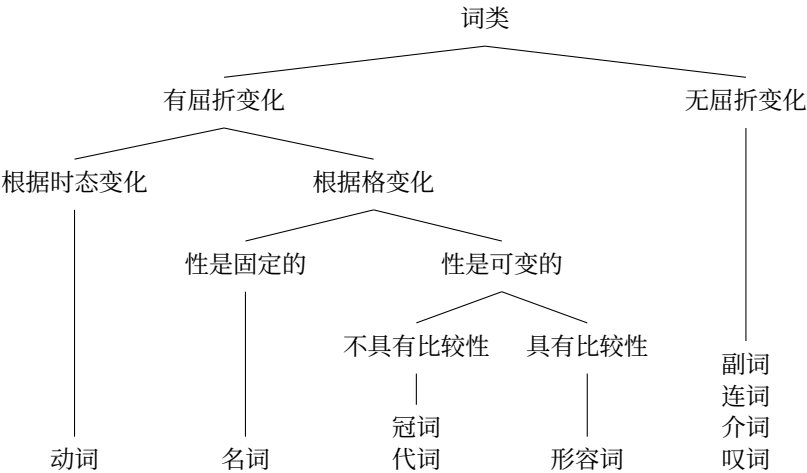 词类
有屈折变化
无屈折变化
根据时态变化
根据格变化
性是固定的
性是可变的
不具有比较性
具有比较性
动词
名词
冠词
代词
形容词
副词
连词
介词
叹词